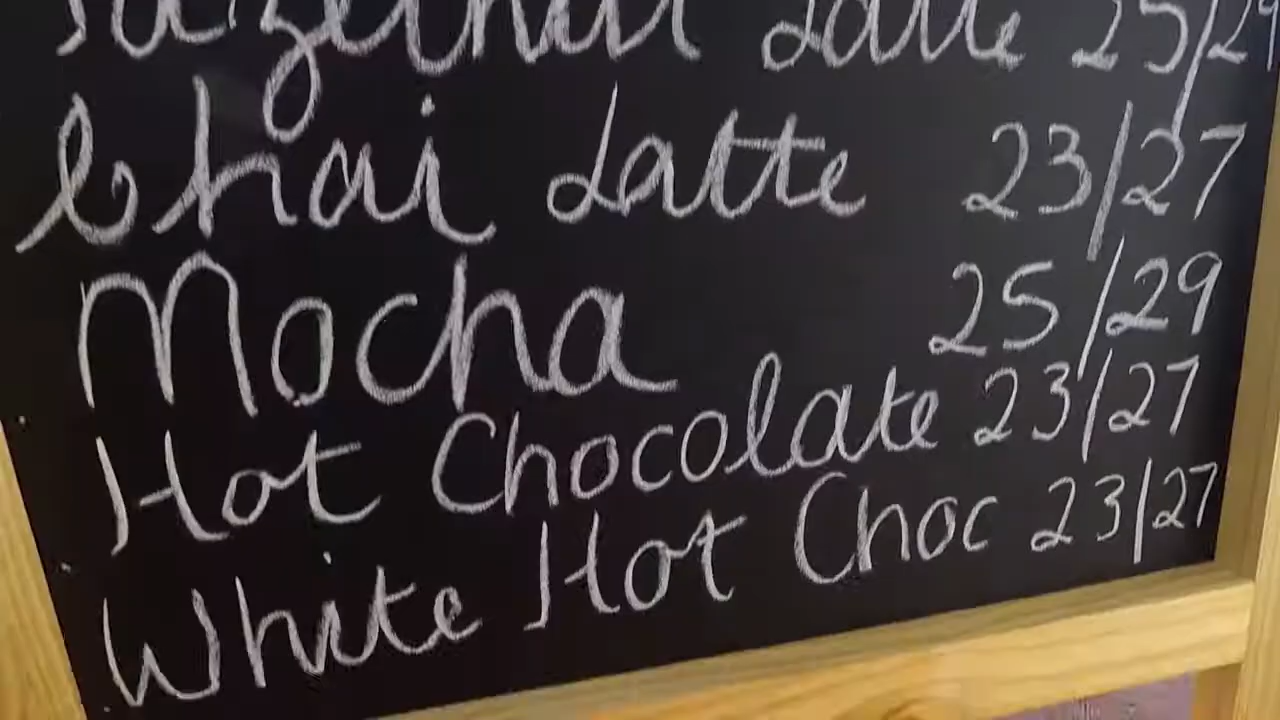 Hazelnut Latte 25/29
Chai Latte 23/27
Mocha 25/29
Hot Chocolate 23/27
White Hot Choc 23/27